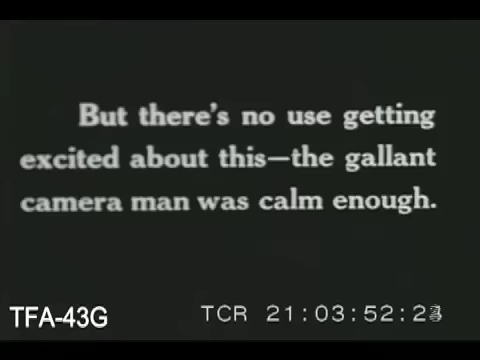 But there's no use getting
excited about this—the gallant
camera man was calm enough.
TFA-43G
TCR 21:03:52:2